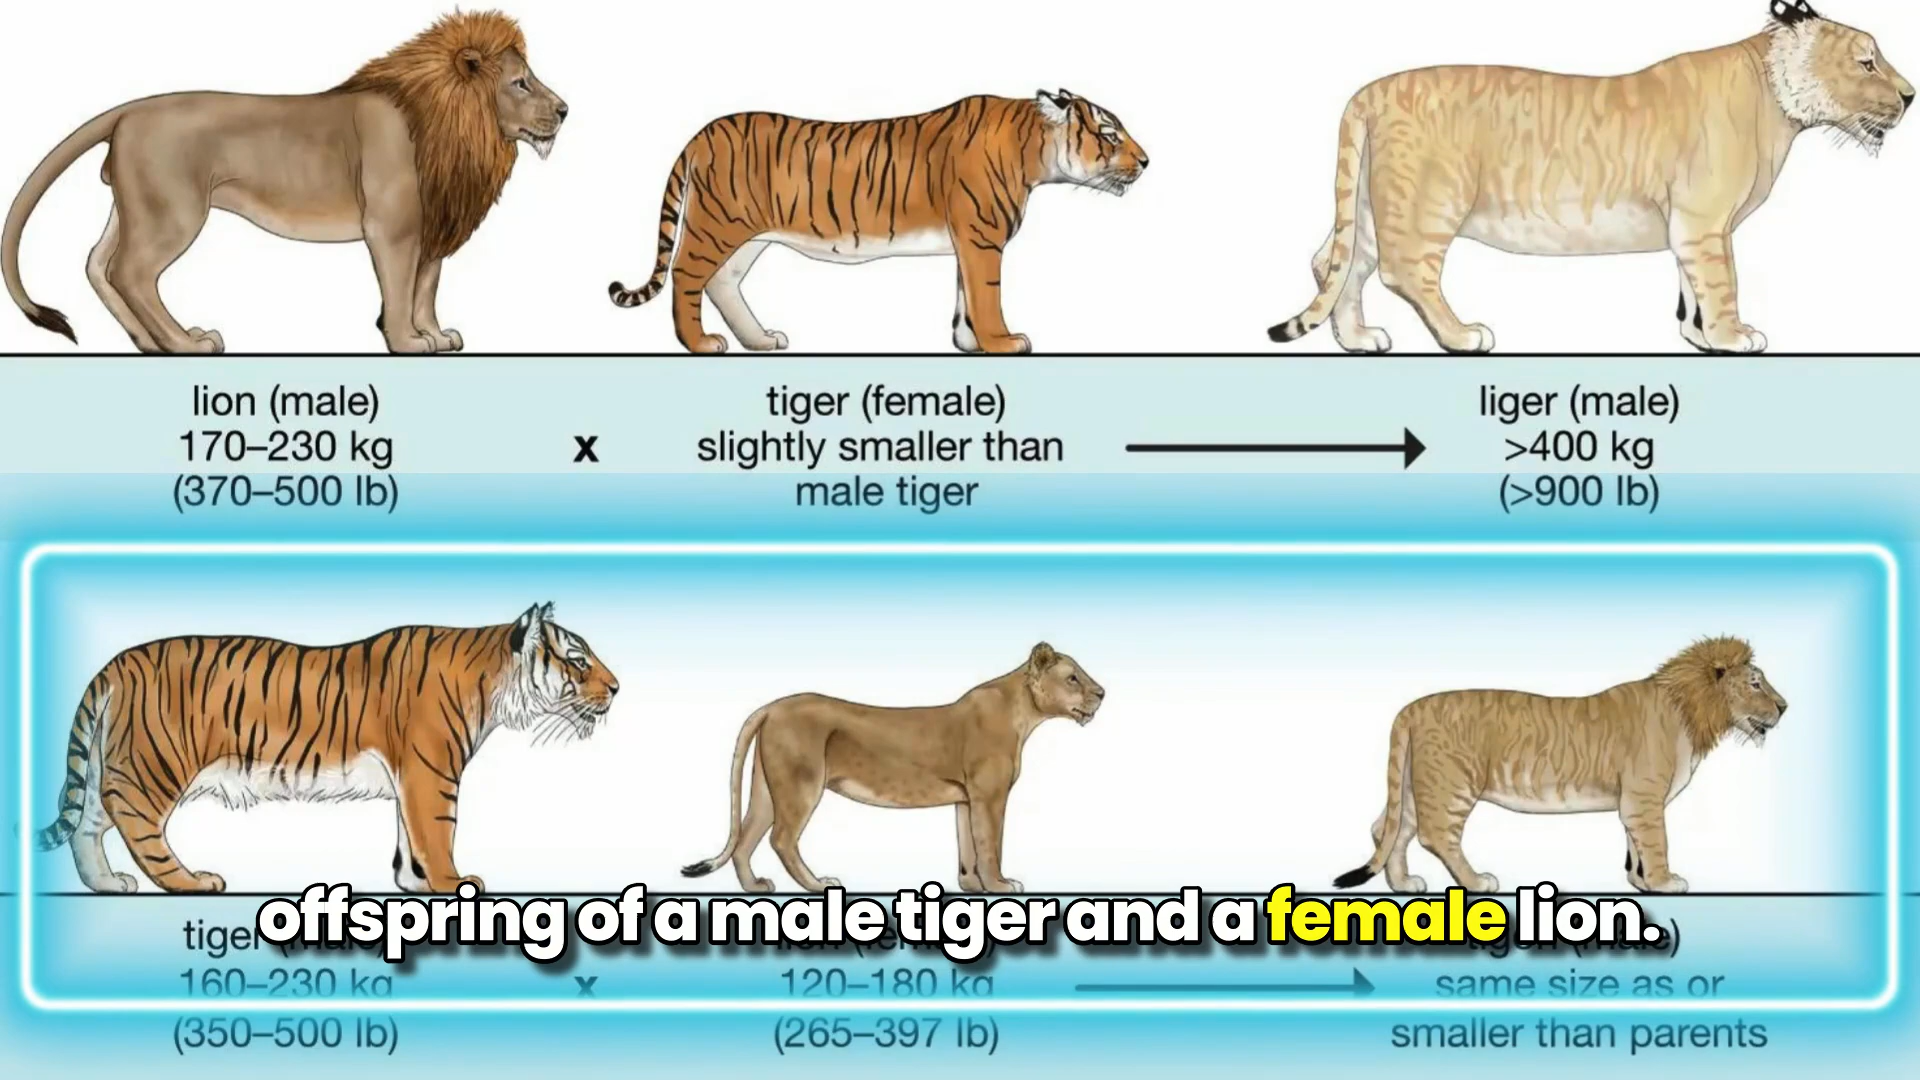 lion (male)
170–230 kg
(370–500 lb)
x
tiger (female)
slightly smaller than
male tiger
liger (male)
>400 kg
(>900 lb)
offspring of a male tiger and a female lion.
tiger
160–230 kg
(350–500 lb)
x
120–180 kg
(265–397 lb)
same size as or
smaller than parents